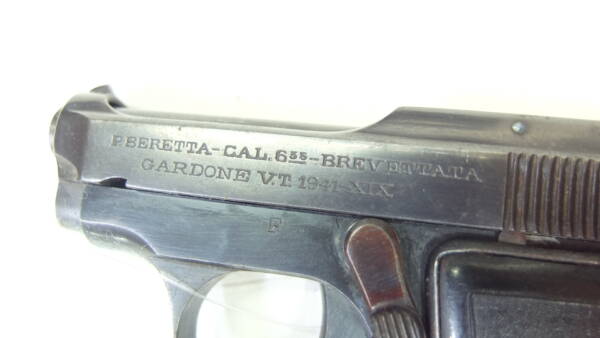 P. BERETTA-CAL. 6³⁵-BREVETTATA
GARDONE V.T. 1941-XIX
F